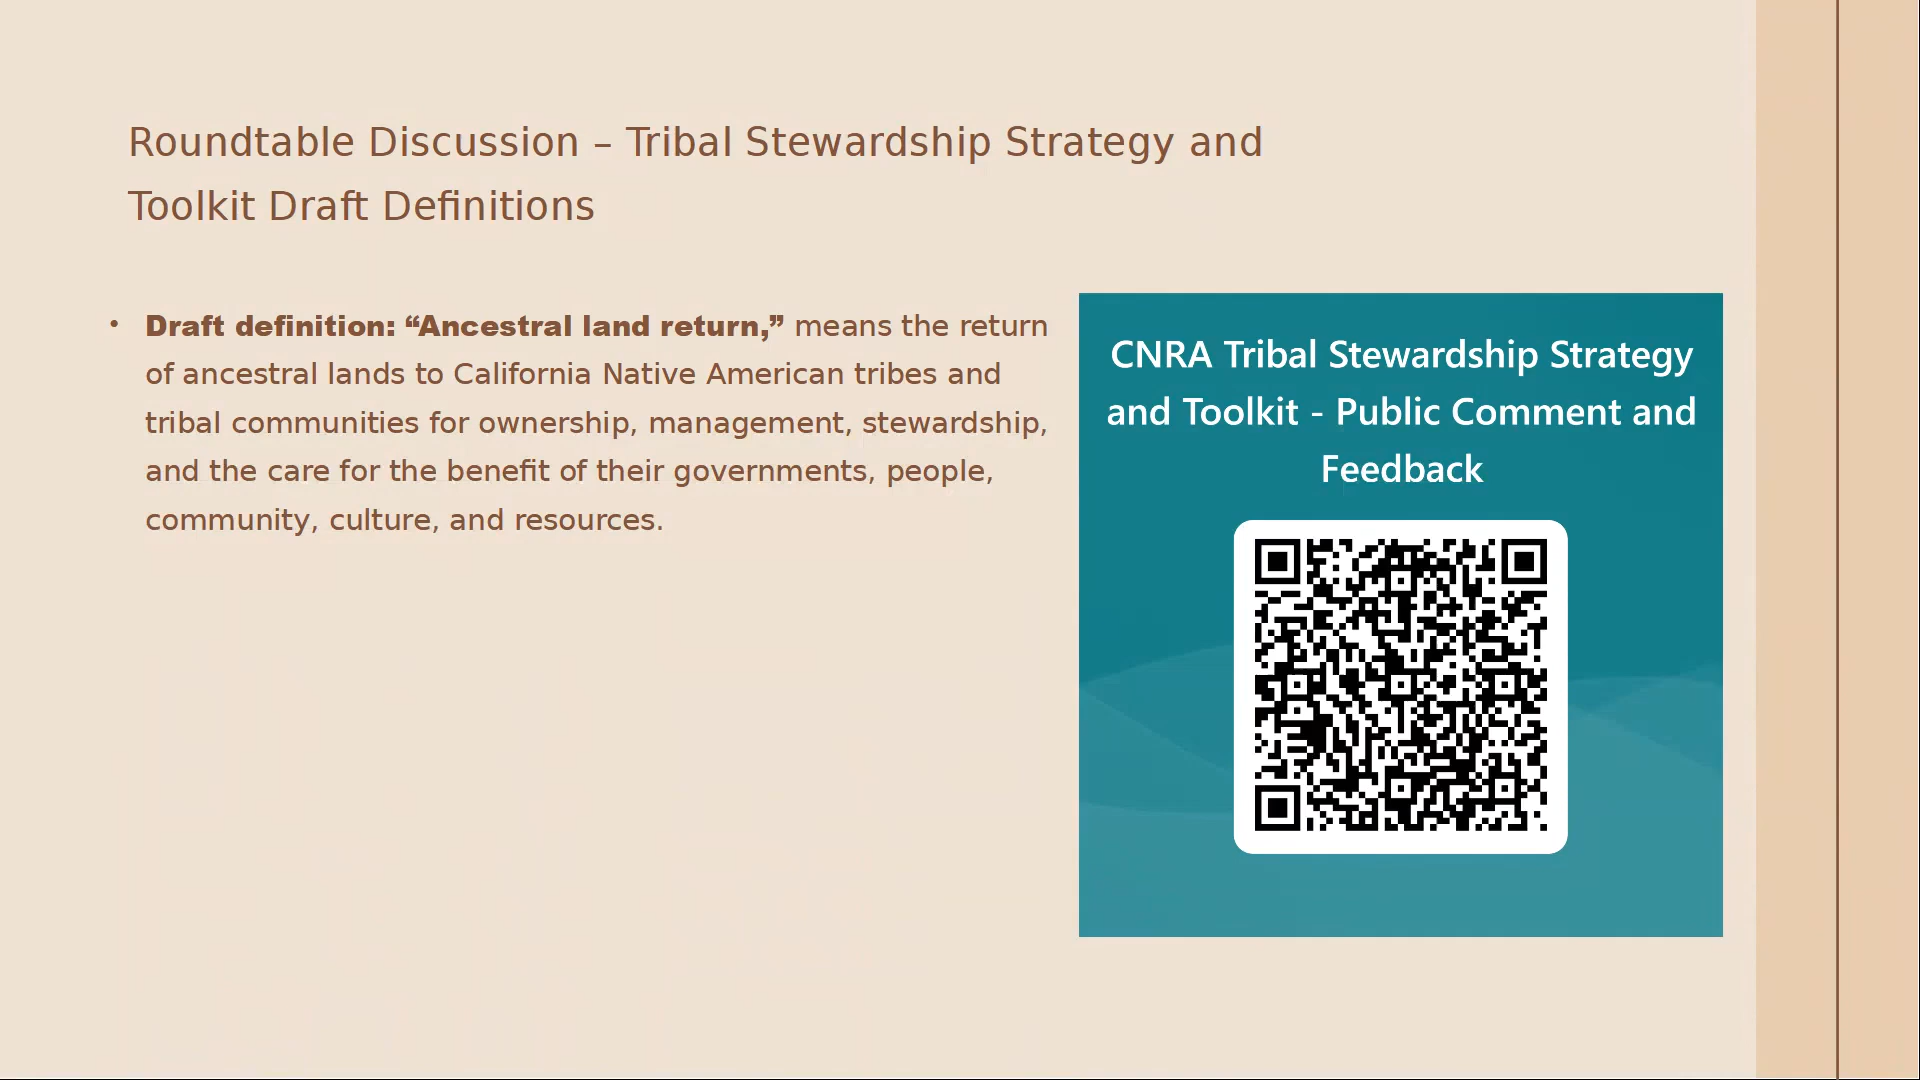 Roundtable Discussion – Tribal Stewardship Strategy and
Toolkit Draft Definitions
• Draft definition: “Ancestral land return,” means the return
of ancestral lands to California Native American tribes and
tribal communities for ownership, management, stewardship,
and the care for the benefit of their governments, people,
community, culture, and resources.
CNRA Tribal Stewardship Strategy
and Toolkit - Public Comment and
Feedback